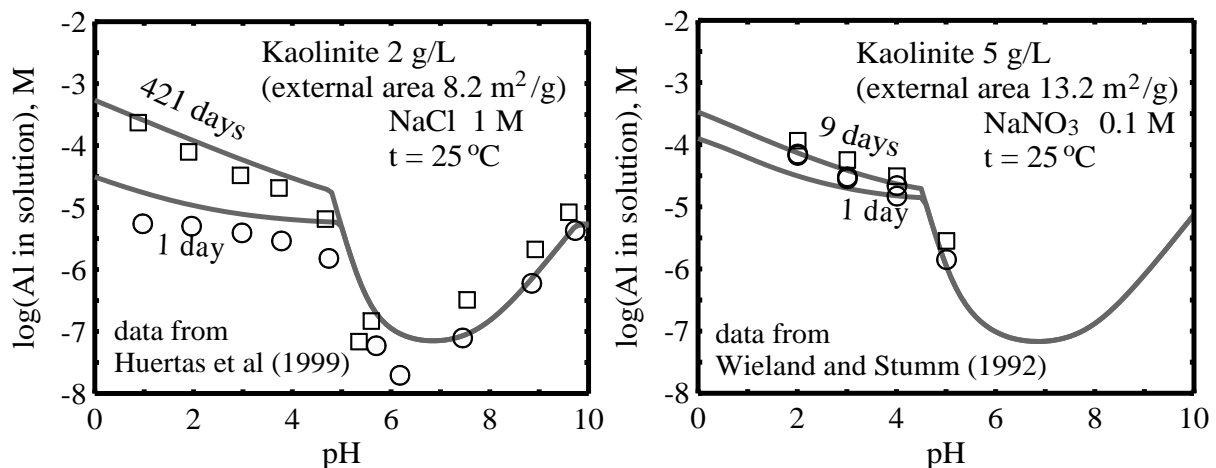 -2
-3
-4
-5
-6
-7
-8
0
2
4
6
8
10
log(Al in solution), M
pH
Kaolinite 2 g/L
(external area 8.2 m²/g)
NaCl 1 M
t = 25 °C
421 days
1 day
data from
Huertas et al (1999)
-2
-3
-4
-5
-6
-7
-8
0
2
4
6
8
10
log(Al in solution), M
pH
Kaolinite 5 g/L
(external area 13.2 m²/g)
NaNO₃ 0.1 M
t = 25 °C
9 days
1 day
data from
Wieland and Stumm (1992)